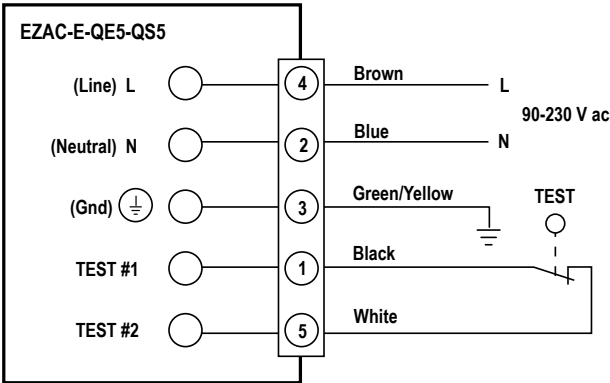 EZAC-E-QE5-QS5
(Line) L 4 Brown L
90-230 V ac
(Neutral) N 2 Blue N
(Gnd) 3 Green/Yellow TEST
TEST #1 1 Black
TEST #2 5 White